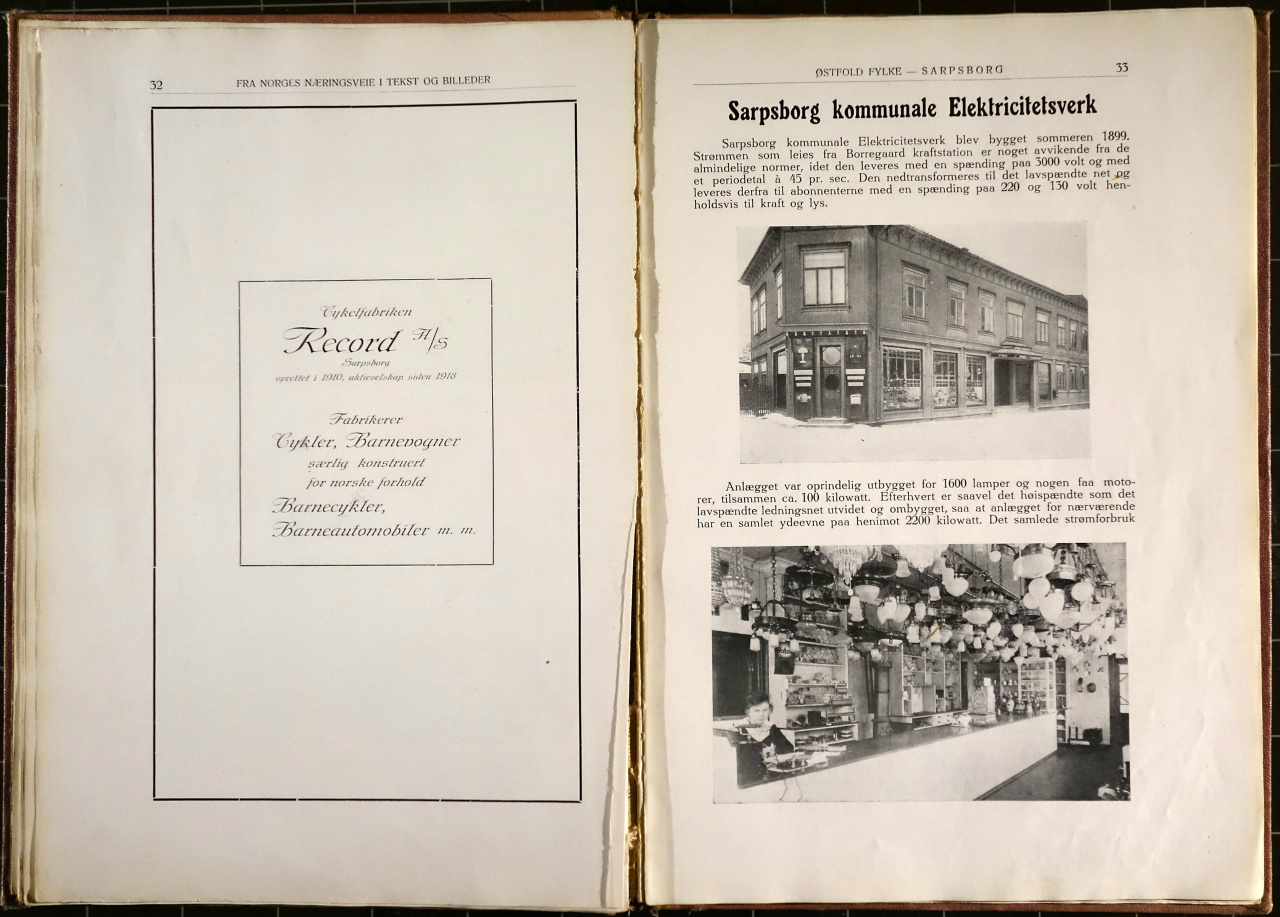 32
FRA NORGES NÆRINGSVEIE I TEKST OG BILLEDER
Cykelfabriken
Record A/S
Sarpsborg
oprettet i 1910, aktieselskap siden 1918
Fabrikerer
Cykler, Barnevogner
særlig konstruert
for norske forhold
Barnecykler,
Barneautomobiler m. m.
ØSTFOLD FYLKE — SARPSBORG
33
Sarpsborg kommunale Elektricitetsverk
Sarpsborg kommunale Elektricitetsverk blev bygget sommeren 1899.
Strømmen som leies fra Borregaard kraftstation er noget avvikende fra de
almindelige normer, idet den leveres med en spænding paa 3000 volt og med
et periodetal à 45 pr. sec. Den nedtransformeres til det lavspændte net og
leveres derfra til abonnenterne med en spænding paa 220 og 130 volt hen-
holdsvis til kraft og lys.
Anlægget var oprindelig utbygget for 1600 lamper og nogen faa moto-
rer, tilsammen ca. 100 kilowatt. Efterhvert er saavel det høispændte som det
lavspændte ledningsnet utvidet og ombygget, saa at anlægget for nærværende
har en samlet ydeevne paa henimot 2200 kilowatt. Det samlede strømforbruk